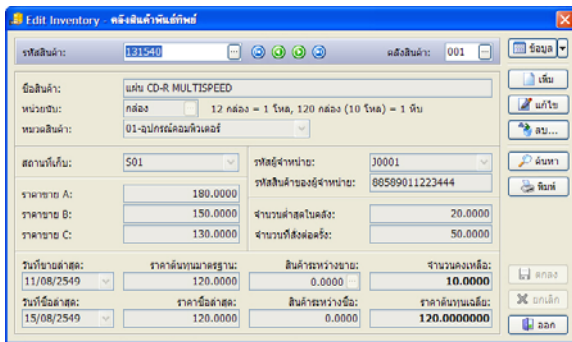 Edit Inventory - คลังสินค้าพันธ์ทิพย์
รหัสสินค้า: 131540 ... คลังสินค้า: 001 ...
ข้อมูล
ชื่อสินค้า: แผ่น CD-R MULTISPEED
หน่วยนับ: กล่อง 12 กล่อง = 1 โหล, 120 กล่อง (10 โหล) = 1 หีบ
หมวดสินค้า: 01-อุปกรณ์คอมพิวเตอร์
เพิ่ม
แก้ไข
ลบ...
ค้นหา
พิมพ์
สถานที่เก็บ: S01 รหัสผู้จำหน่าย: J0001
รหัสสินค้าของผู้จำหน่าย: 88589011223444
ราคาขาย A: 180.0000
ราคาขาย B: 150.0000 จำนวนต่ำสุดในคลัง: 20.0000
ราคาขาย C: 130.0000 จำนวนที่สั่งต่อครั้ง: 50.0000
วันที่ขายล่าสุด: ราคาต้นทุนมาตรฐาน: สินค้าระหว่างขาย: จำนวนคงเหลือ:
11/08/2549 120.0000 0.0000 ... 10.0000
วันที่ซื้อล่าสุด: ราคาซื้อล่าสุด: สินค้าระหว่างซื้อ: ราคาต้นทุนเฉลี่ย:
15/08/2549 120.0000 0.0000 120.0000000
ตกลง
ยกเลิก
ออก